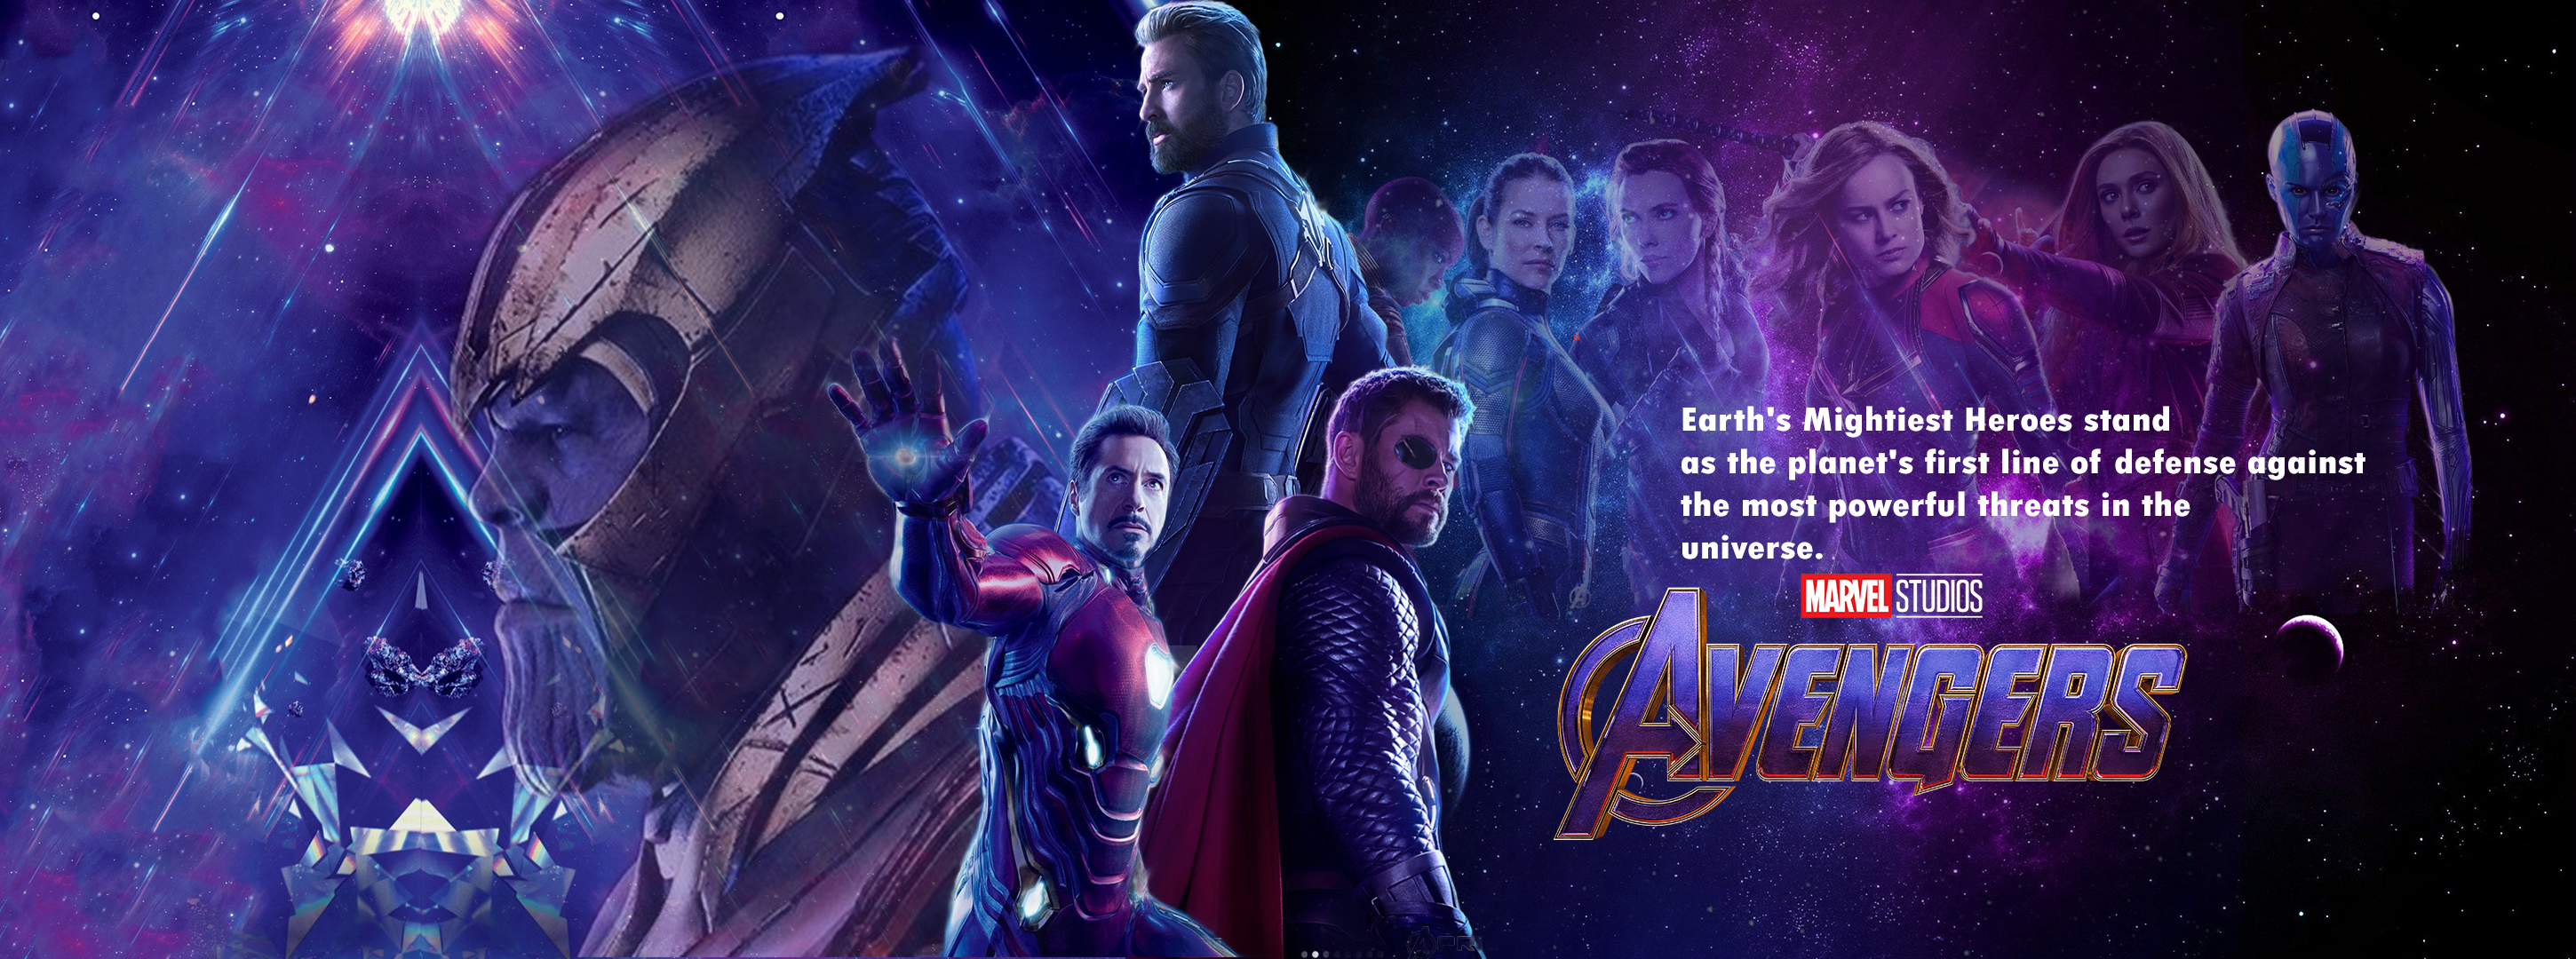 Earth's Mightiest Heroes stand
as the planet's first line of defense against
the most powerful threats in the
universe.
MARVEL STUDIOS
AVENGERS